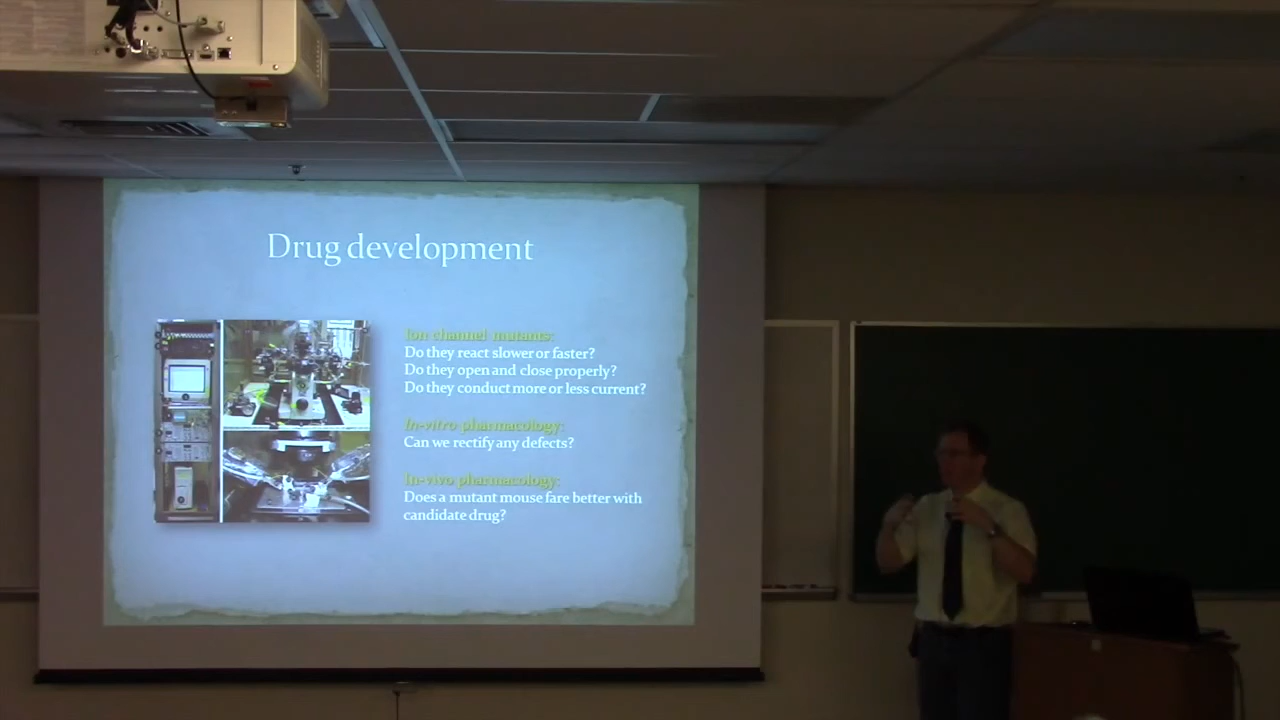 Drug development
Ion channel mutants:
Do they react slower or faster?
Do they open and close properly?
Do they conduct more or less current?
In-vitro pharmacology:
Can we rectify any defects?
In-vivo pharmacology:
Does a mutant mouse fare better with
candidate drug?